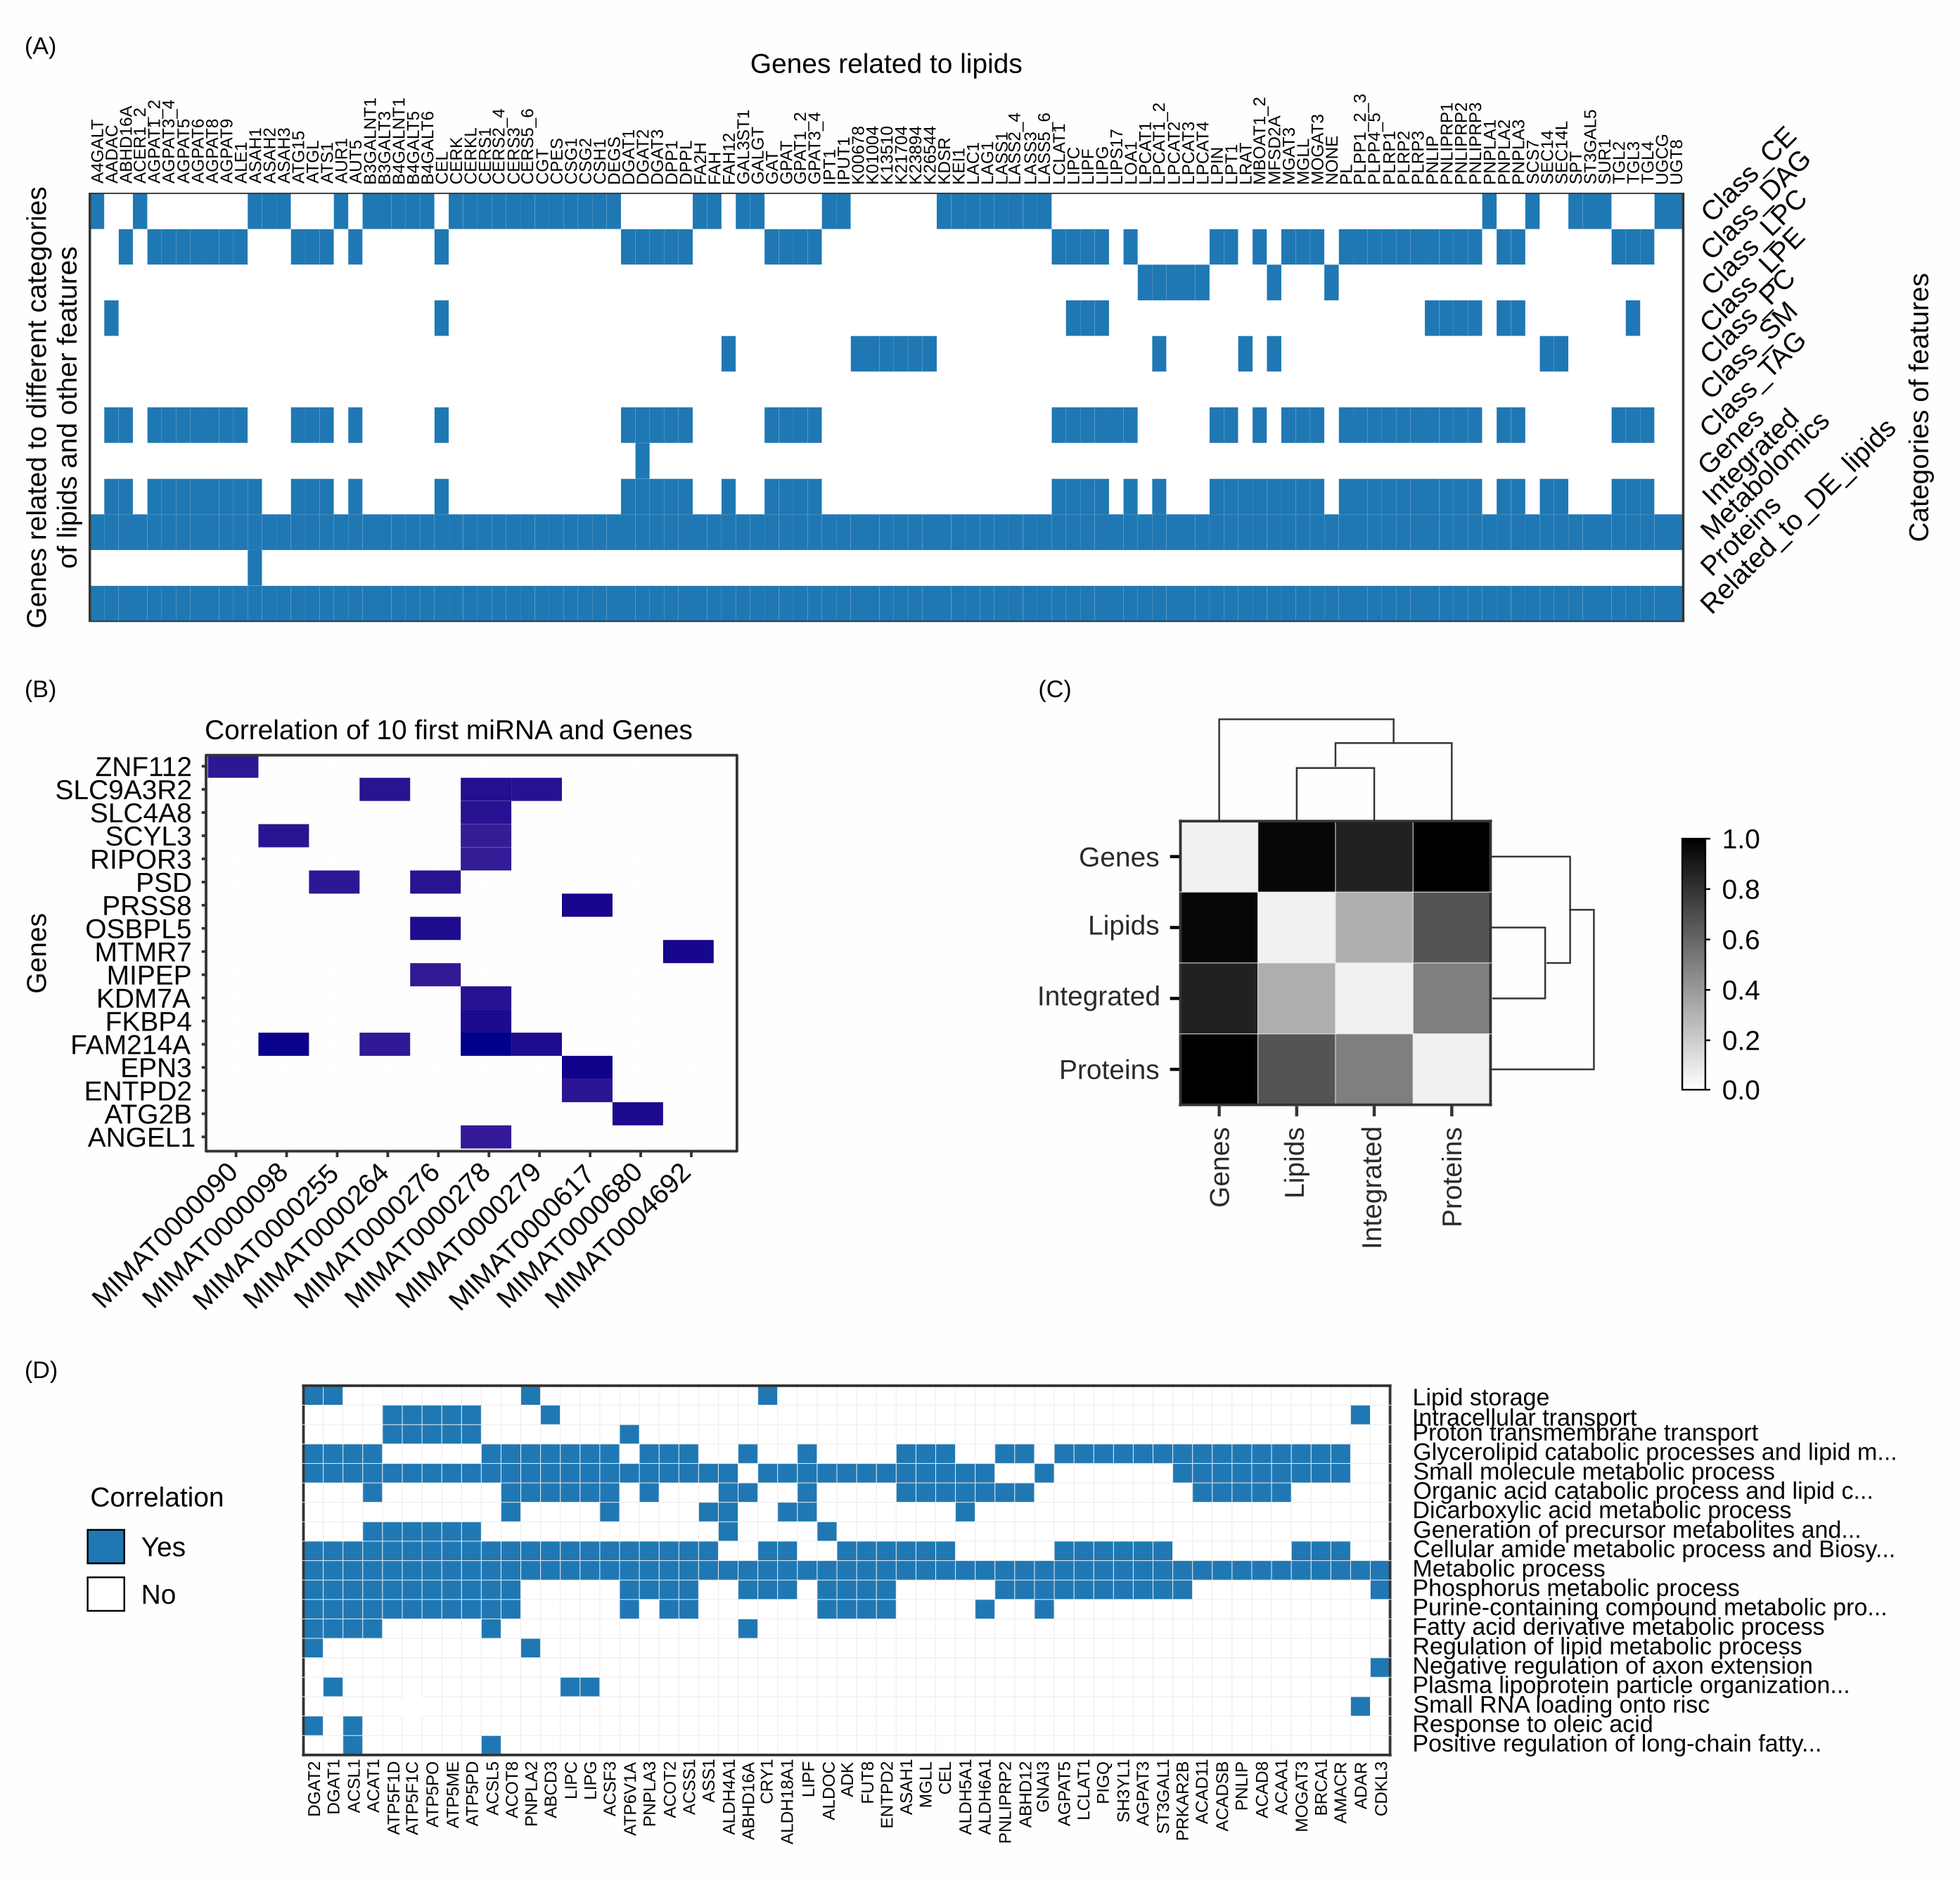 (A)
Genes related to lipids
A4GALT
AADAC
ABHD16A
ACER1_2
AGPAT1_2
AGPAT3_4
AGPAT5
AGPAT6
AGPAT8
AGPAT9
ALE1
ASAH1
ASAH2
ASAH3
ATG15
ATGL
ATS1
AUR1
AUT5
B3GALNT1
B3GALT3
B4GALNT1
B4GALT5
B4GALT6
CEL
CERK
CERKL
CERS1
CERS2_4
CERS3
CERS5_6
CGT
CPES
CSG1
CSG2
CSH1
DEGS
DGAT1
DGAT2
DGAT3
DPP1
DPPL
FA2H
FAH
FAH12
GAL3ST1
GALGT
GAT
GPAT
GPAT1_2
GPAT3_4
IPT1
IPUT1
K00678
K01004
K13510
K21704
K23894
K26544
KDSR
KEI1
LAC1
LAG1
LASS1
LASS2_4
LASS3
LASS5_6
LCLAT1
LIPC
LIPF
LIPG
LIPS17
LOA1
LPCAT1
LPCAT1_2
LPCAT2
LPCAT3
LPCAT4
LPIN
LPT1
LRAT
MBOAT1_2
MFSD2A
MGAT3
MGLL
MOGAT3
NONE
PL
PLPP1_2_3
PLPP4_5
PLRP1
PLRP2
PLRP3
PNLIP
PNLIPRP1
PNLIPRP2
PNLIPRP3
PNPLA1
PNPLA2
PNPLA3
SCS7
SEC14
SEC14L
SPT
ST3GAL5
SUR1
TGL2
TGL3
TGL4
UGCG
UGT8
Genes related to different categories
of lipids and other features
Class_CE
Class_DAG
Class_LPC
Class_LPE
Class_PC
Class_SM
Class_TAG
Genes
Integrated
Metabolomics
Proteins
Related_to_DE_lipids
Categories of features
(B)
Correlation of 10 first miRNA and Genes
Genes
ZNF112
SLC9A3R2
SLC4A8
SCYL3
RIPOR3
PSD
PRSS8
OSBPL5
MTMR7
MIPEP
KDM7A
FKBP4
FAM214A
EPN3
ENTPD2
ATG2B
ANGEL1
MIMAT0000090
MIMAT0000098
MIMAT0000255
MIMAT0000264
MIMAT0000276
MIMAT0000278
MIMAT0000279
MIMAT0000617
MIMAT0000680
MIMAT0004692
(C)
Genes
Lipids
Integrated
Proteins
Genes
Lipids
Integrated
Proteins
1.0
0.8
0.6
0.4
0.2
0.0
(D)
Correlation
Yes
No
Lipid storage
Intracellular transport
Proton transmembrane transport
Glycerolipid catabolic processes and lipid m...
Small molecule metabolic process
Organic acid catabolic process and lipid c...
Dicarboxylic acid metabolic process
Generation of precursor metabolites and...
Cellular amide metabolic process and Biosy...
Metabolic process
Phosphorus metabolic process
Purine-containing compound metabolic pro...
Fatty acid derivative metabolic process
Regulation of lipid metabolic process
Negative regulation of axon extension
Plasma lipoprotein particle organization...
Small RNA loading onto risc
Response to oleic acid
Positive regulation of long-chain fatty...
DGAT2
DGAT1
ACSL1
ACAT1
ATP5F1D
ATP5F1C
ATP5PO
ATP5ME
ATP5PD
ACSL5
ACOT8
PNPLA2
ABCD3
LIPC
LIPG
ACSF3
ATP6V1A
PNPLA3
ACOT2
ACSS1
ASS1
ALDH4A1
ABHD16A
CRY1
ALDH18A1
LIPF
ALDOC
ADK
FUT8
ENTPD2
ASAH1
MGLL
CEL
ALDH5A1
ALDH6A1
PNLIPRP2
ABHD12
GNAI3
AGPAT5
LCLAT1
PIGQ
SH3YL1
AGPAT3
ST3GAL1
PRKAR2B
ACAD11
ACADSB
PNLIP
ACAD8
ACAA1
MOGAT3
BRCA1
AMACR
ADAR
CDKL3